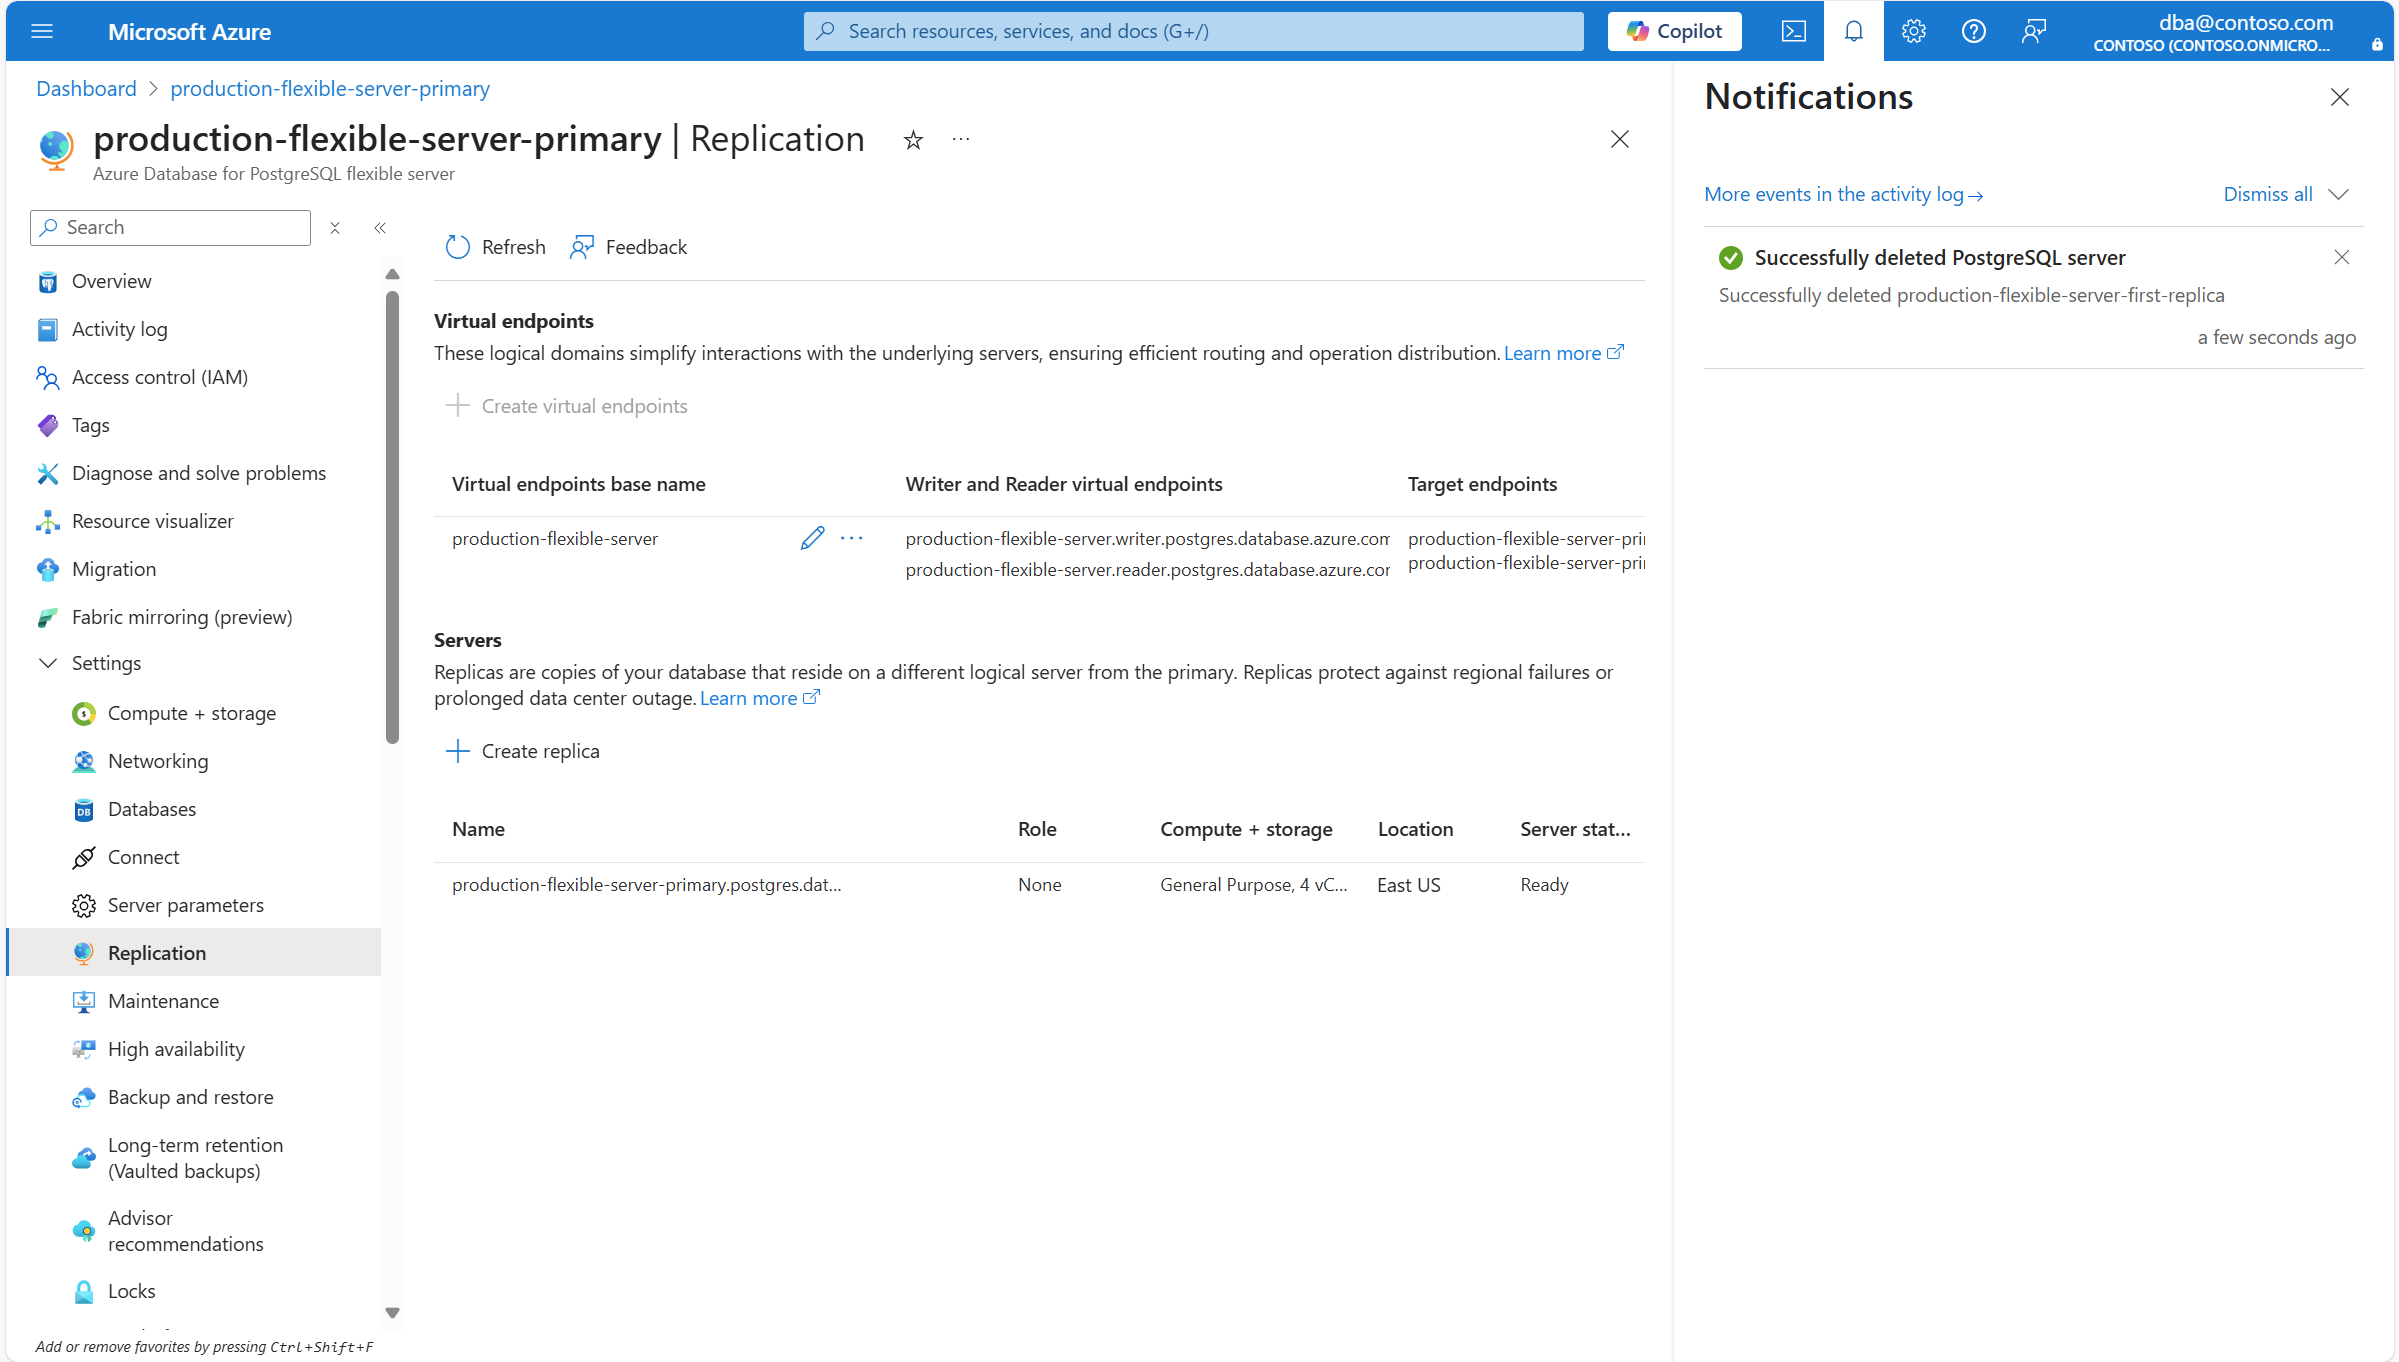 Microsoft Azure
Search resources, services, and docs (G+/)
Copilot
dba@contoso.com
CONTOSO (CONTOSO.ONMICRO...
Dashboard
production-flexible-server-primary
production-flexible-server-primary | Replication
Azure Database for PostgreSQL flexible server
Search
Overview
Activity log
Access control (IAM)
Tags
Diagnose and solve problems
Resource visualizer
Migration
Fabric mirroring (preview)
Settings
Compute + storage
Networking
Databases
Connect
Server parameters
Replication
Maintenance
High availability
Backup and restore
Long-term retention
(Vaulted backups)
Advisor
recommendations
Locks
Add or remove favorites by pressing Ctrl+Shift+F
Refresh
Feedback
Virtual endpoints
These logical domains simplify interactions with the underlying servers, ensuring efficient routing and operation distribution. Learn more
Create virtual endpoints
Virtual endpoints base name
Writer and Reader virtual endpoints
Target endpoints
production-flexible-server
production-flexible-server.writer.postgres.database.azure.com
production-flexible-server.reader.postgres.database.azure.com
production-flexible-server-pri
production-flexible-server-pri
Servers
Replicas are copies of your database that reside on a different logical server from the primary. Replicas protect against regional failures or
prolonged data center outage. Learn more
Create replica
Name
Role
Compute + storage
Location
Server stat...
production-flexible-server-primary.postgres.dat...
None
General Purpose, 4 vC...
East US
Ready
Notifications
More events in the activity log→
Dismiss all
Successfully deleted PostgreSQL server
Successfully deleted production-flexible-server-first-replica
a few seconds ago